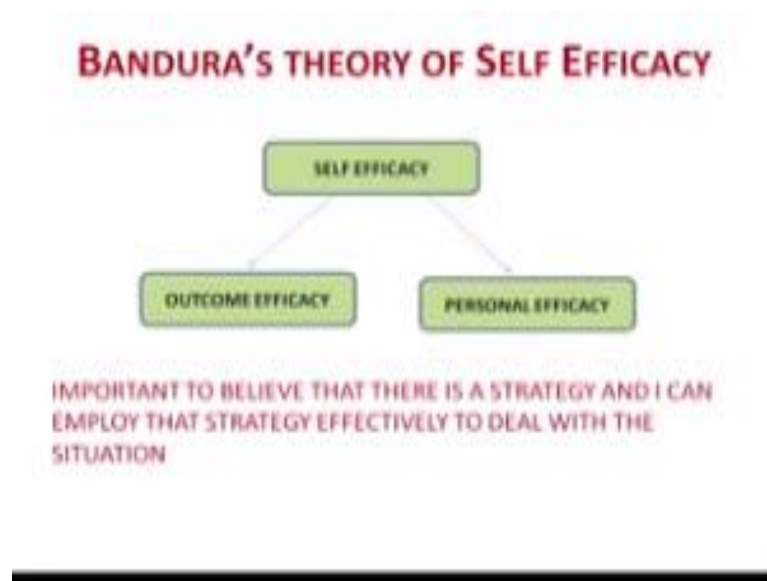 BANDURA'S THEORY OF SELF EFFICACY
SELF EFFICACY
OUTCOME EFFICACY
PERSONAL EFFICACY
IMPORTANT TO BELIEVE THAT THERE IS A STRATEGY AND I CAN
EMPLOY THAT STRATEGY EFFECTIVELY TO DEAL WITH THE
SITUATION